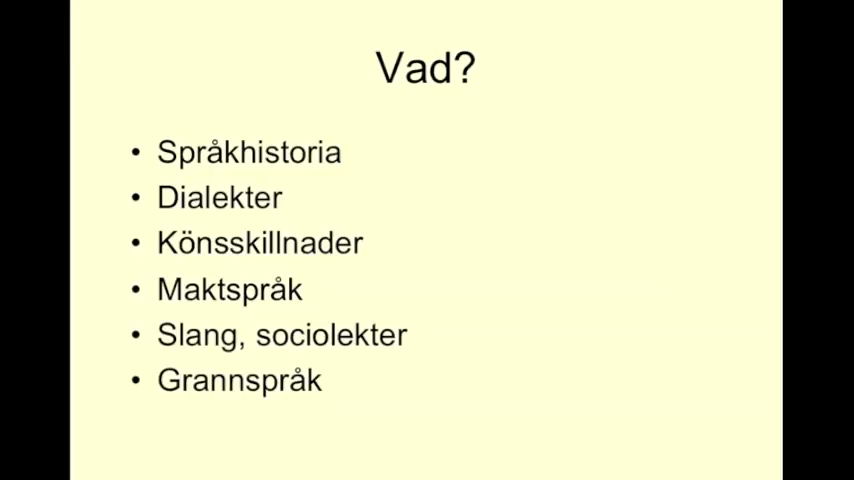 Vad?
• Språkhistoria
• Dialekter
• Könsskillnader
• Maktspråk
• Slang, sociolekter
• Grannspråk